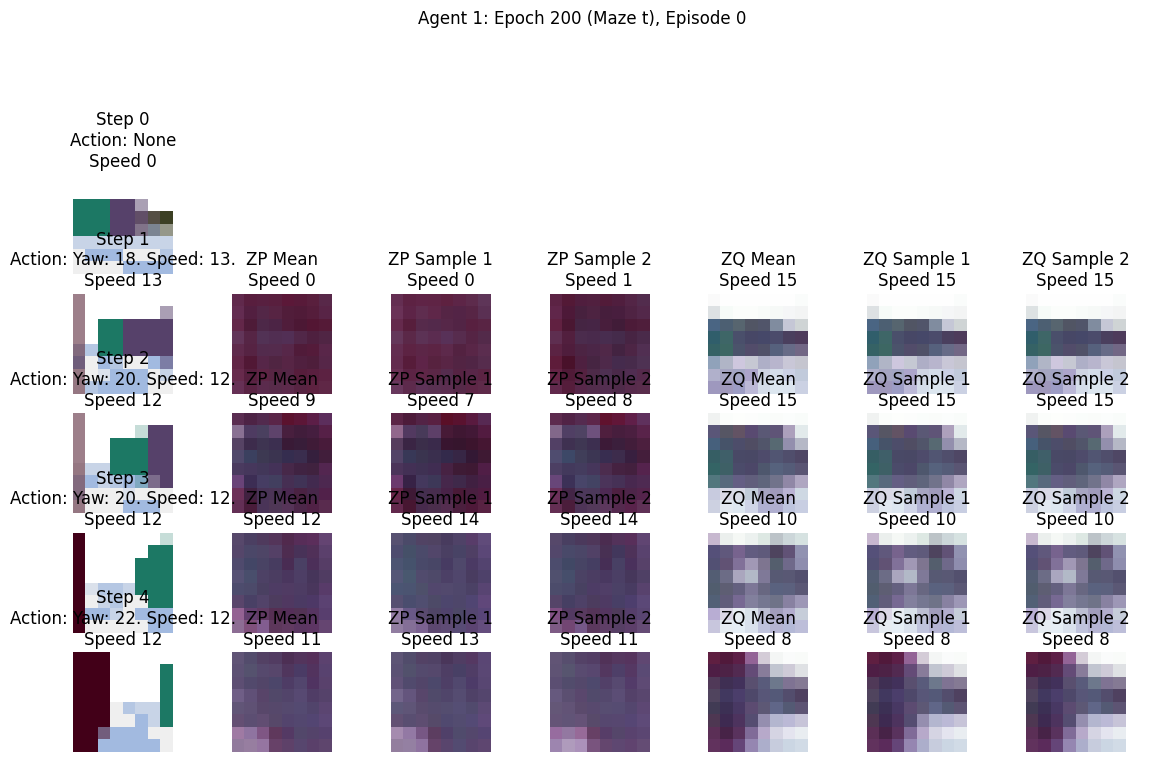 Agent 1: Epoch 200 (Maze t), Episode 0
Step 0
Action: None
Speed 0
Step 1
Action: Yaw: 18. Speed: 13.
Speed 13
ZP Mean
Speed 0
ZP Sample 1
Speed 0
ZP Sample 2
Speed 1
ZQ Mean
Speed 15
ZQ Sample 1
Speed 15
ZQ Sample 2
Speed 15
Step 2
Action: Yaw: 20. Speed: 12.
Speed 12
ZP Mean
Speed 9
ZP Sample 1
Speed 7
ZP Sample 2
Speed 8
ZQ Mean
Speed 15
ZQ Sample 1
Speed 15
ZQ Sample 2
Speed 15
Step 3
Action: Yaw: 20. Speed: 12.
Speed 12
ZP Mean
Speed 12
ZP Sample 1
Speed 14
ZP Sample 2
Speed 14
ZQ Mean
Speed 10
ZQ Sample 1
Speed 10
ZQ Sample 2
Speed 10
Step 4
Action: Yaw: 22. Speed: 12.
Speed 12
ZP Mean
Speed 11
ZP Sample 1
Speed 13
ZP Sample 2
Speed 11
ZQ Mean
Speed 8
ZQ Sample 1
Speed 8
ZQ Sample 2
Speed 8